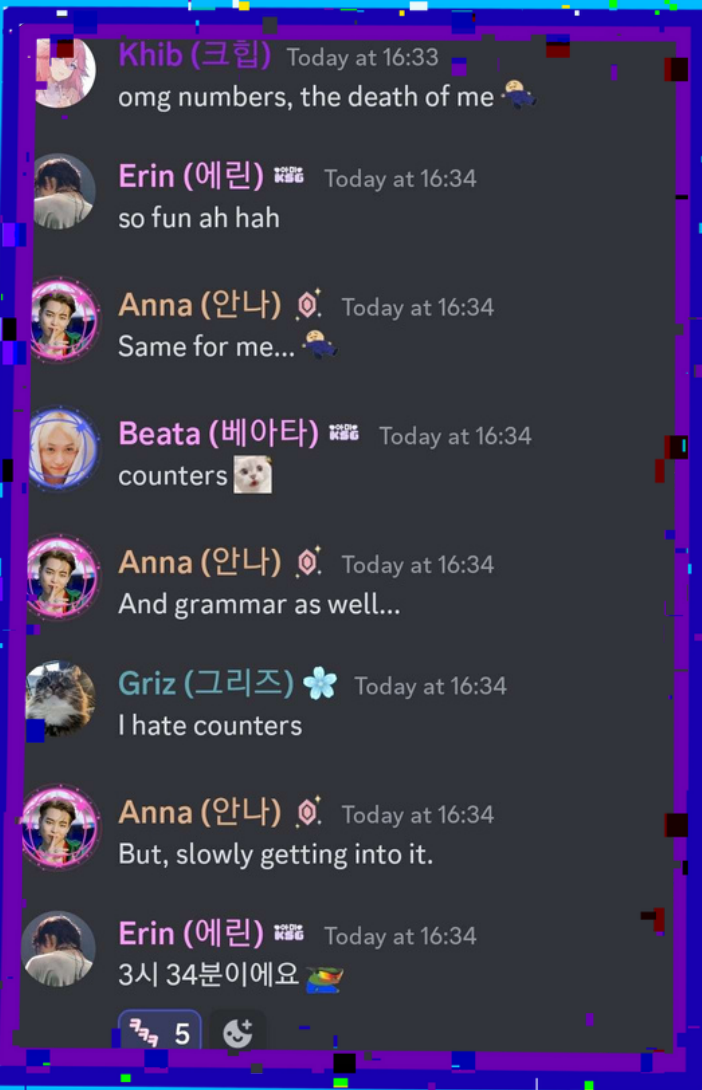 Khib (크힙) Today at 16:33
omg numbers, the death of me
Erin (에린) KSG Today at 16:34
so fun ah hah
Anna (안나) Today at 16:34
Same for me...
Beata (베아타) KSG Today at 16:34
counters
Anna (안나) Today at 16:34
And grammar as well...
Griz (그리즈) Today at 16:34
I hate counters
Anna (안나) Today at 16:34
But, slowly getting into it.
Erin (에린) KSG Today at 16:34
3시 34분이에요
ㅋㅋㅋ 5